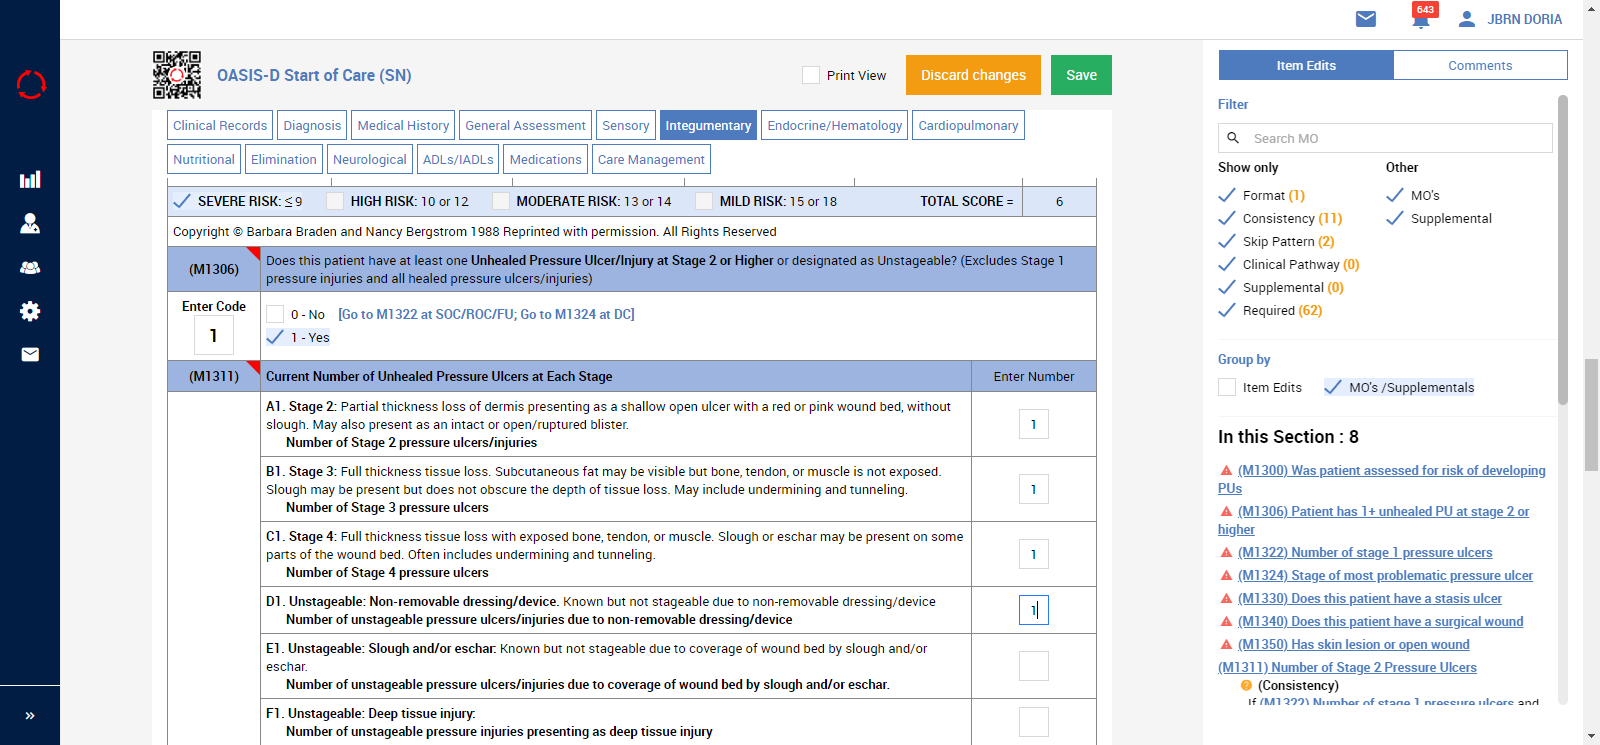 643
JBRN DORIA
OASIS-D Start of Care (SN)
Print View
Discard changes
Save
Clinical Records
Diagnosis
Medical History
General Assessment
Sensory
Integumentary
Endocrine/Hematology
Cardiopulmonary
Nutritional
Elimination
Neurological
ADLs/IADLs
Medications
Care Management
SEVERE RISK: ≤ 9
HIGH RISK: 10 or 12
MODERATE RISK: 13 or 14
MILD RISK: 15 or 18
TOTAL SCORE =
6
Copyright © Barbara Braden and Nancy Bergstrom 1988 Reprinted with permission. All Rights Reserved
(M1306)
Does this patient have at least one Unhealed Pressure Ulcer/Injury at Stage 2 or Higher or designated as Unstageable? (Excludes Stage 1
pressure injuries and all healed pressure ulcers/injuries)
Enter Code
1
0 - No [Go to M1322 at SOC/ROC/FU; Go to M1324 at DC]
1 - Yes
(M1311)
Current Number of Unhealed Pressure Ulcers at Each Stage
Enter Number
A1. Stage 2: Partial thickness loss of dermis presenting as a shallow open ulcer with a red or pink wound bed, without
slough. May also present as an intact or open/ruptured blister.
Number of Stage 2 pressure ulcers/injuries
1
B1. Stage 3: Full thickness tissue loss. Subcutaneous fat may be visible but bone, tendon, or muscle is not exposed.
Slough may be present but does not obscure the depth of tissue loss. May include undermining and tunneling.
Number of Stage 3 pressure ulcers
1
C1. Stage 4: Full thickness tissue loss with exposed bone, tendon, or muscle. Slough or eschar may be present on some
parts of the wound bed. Often includes undermining and tunneling.
Number of Stage 4 pressure ulcers
1
D1. Unstageable: Non-removable dressing/device. Known but not stageable due to non-removable dressing/device
Number of unstageable pressure ulcers/injuries due to non-removable dressing/device
1
E1. Unstageable: Slough and/or eschar: Known but not stageable due to coverage of wound bed by slough and/or
eschar.
Number of unstageable pressure ulcers/injuries due to coverage of wound bed by slough and/or eschar.
F1. Unstageable: Deep tissue injury:
Number of unstageable pressure injuries presenting as deep tissue injury
Item Edits
Comments
Filter
Search MO
Show only
Format (1)
Consistency (11)
Skip Pattern (2)
Clinical Pathway (0)
Supplemental (0)
Required (62)
Other
MO's
Supplemental
Group by
Item Edits
MO's /Supplementals
In this Section : 8
(M1300) Was patient assessed for risk of developing
PUs
(M1306) Patient has 1+ unhealed PU at stage 2 or
higher
(M1322) Number of stage 1 pressure ulcers
(M1324) Stage of most problematic pressure ulcer
(M1330) Does this patient have a stasis ulcer
(M1340) Does this patient have a surgical wound
(M1350) Has skin lesion or open wound
(M1311) Number of Stage 2 Pressure Ulcers
(Consistency)
If (M1322) Number of stage 1 pressure ulcers and